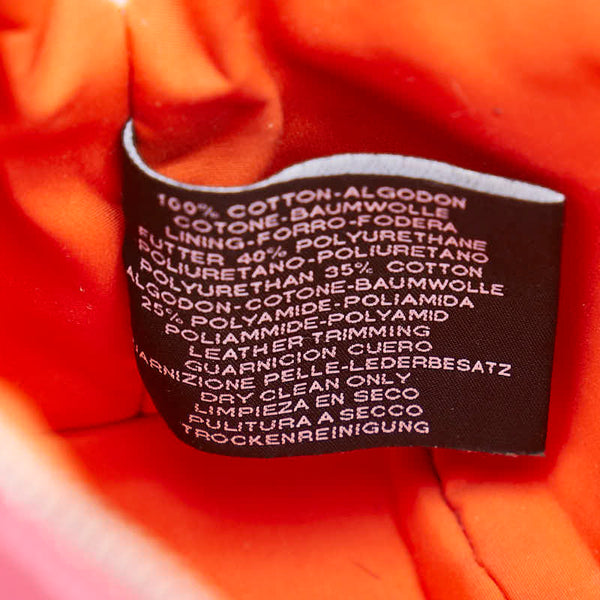 100% COTTON-ALGODON
COTONE-BAUMWOLLE
LINING-FORRO-FODERA
FUTTER 40% POLYURETHANE
POLIURETANO-POLIURETANO
POLYURETHAN 35% COTTON
ALGODON-COTONE-BAUMWOLLE
25% POLYAMIDE-POLIAMIDA
POLIAMMIDE-POLYAMID
LEATHER TRIMMING
GUARNICION CUERO
UARNIZIONE PELLE-LEDERBESATZ
DRY CLEAN ONLY
LIMPIEZA EN SECO
PULITURA A SECCO
TROCKENREINIGUNG